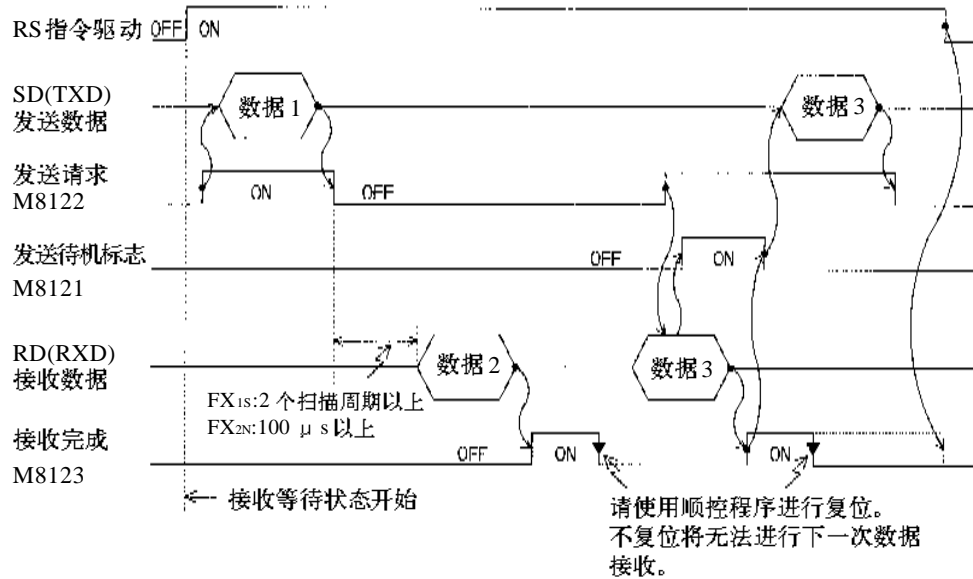 RS指令驱动 OFF ON
SD(TXD)
发送数据
数据1
数据3
发送请求
M8122
ON
OFF
发送待机标志
M8121
OFF
ON
RD(RXD)
接收数据
数据2
数据3
FX1S:2个扫描周期以上
FX2N:100 μs以上
接收完成
M8123
OFF
ON
ON
接收等待状态开始
请使用顺控程序进行复位。
不复位将无法进行下一次数据
接收。